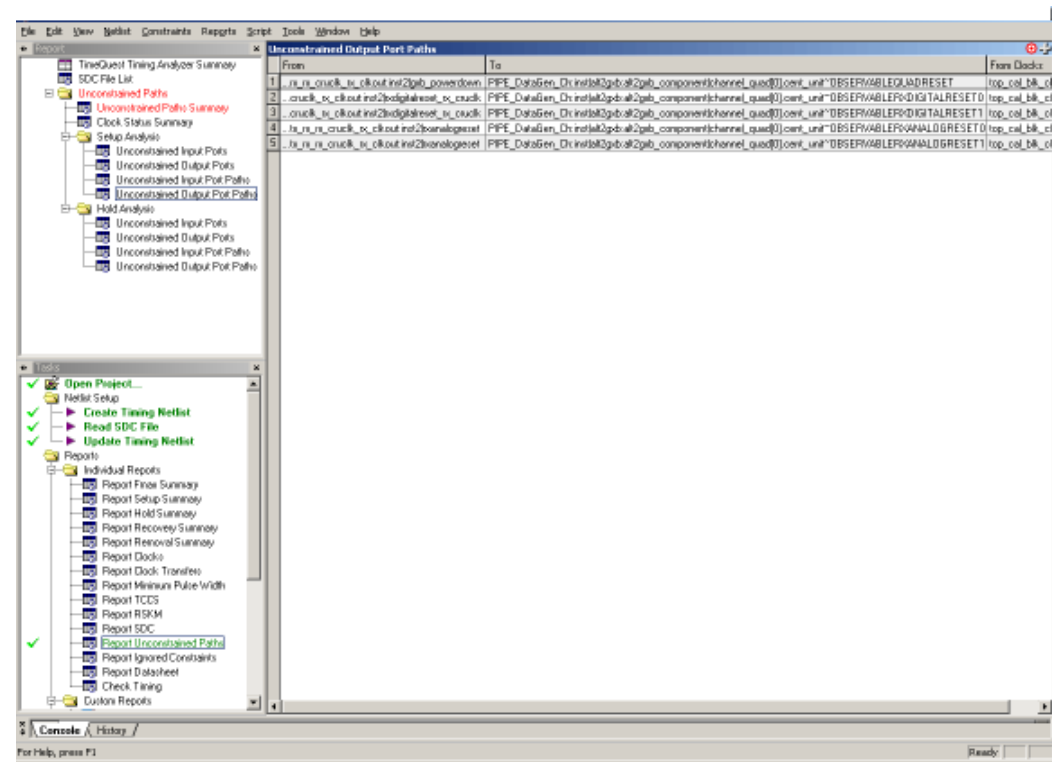 File Edit View Netlist Constraints Reports Script Tools Window Help
Report
TimeQuest Timing Analyzer Summary
SDC File List
Unconstrained Paths
Unconstrained Paths Summary
Clock Status Summary
Setup Analysis
Unconstrained Input Ports
Unconstrained Output Ports
Unconstrained Input Port Paths
Unconstrained Output Port Paths
Hold Analysis
Unconstrained Input Ports
Unconstrained Output Ports
Unconstrained Input Port Paths
Unconstrained Output Port Paths
Unconstrained Output Port Paths
From To From Clocks
1
2
3
4
5
Tasks
Open Project...
Netlist Setup
Create Timing Netlist
Read SDC File
Update Timing Netlist
Reports
Individual Reports
Report Fmax Summary
Report Setup Summary
Report Hold Summary
Report Recovery Summary
Report Removal Summary
Report Clocks
Report Clock Transfers
Report Minimum Pulse Width
Report TCCS
Report RSKM
Report SDC
Report Unconstrained Paths
Report Ignored Constraints
Report Datasheet
Check Timing
Custom Reports
Console History
For Help, press F1
Ready